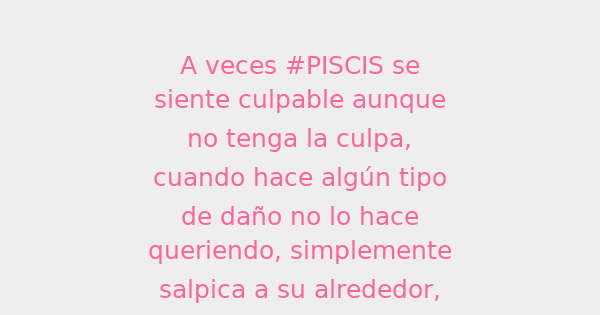 A veces #PISCIS se
siente culpable aunque
no tenga la culpa,
cuando hace algún tipo
de daño no lo hace
queriendo, simplemente
salpica a su alrededor,